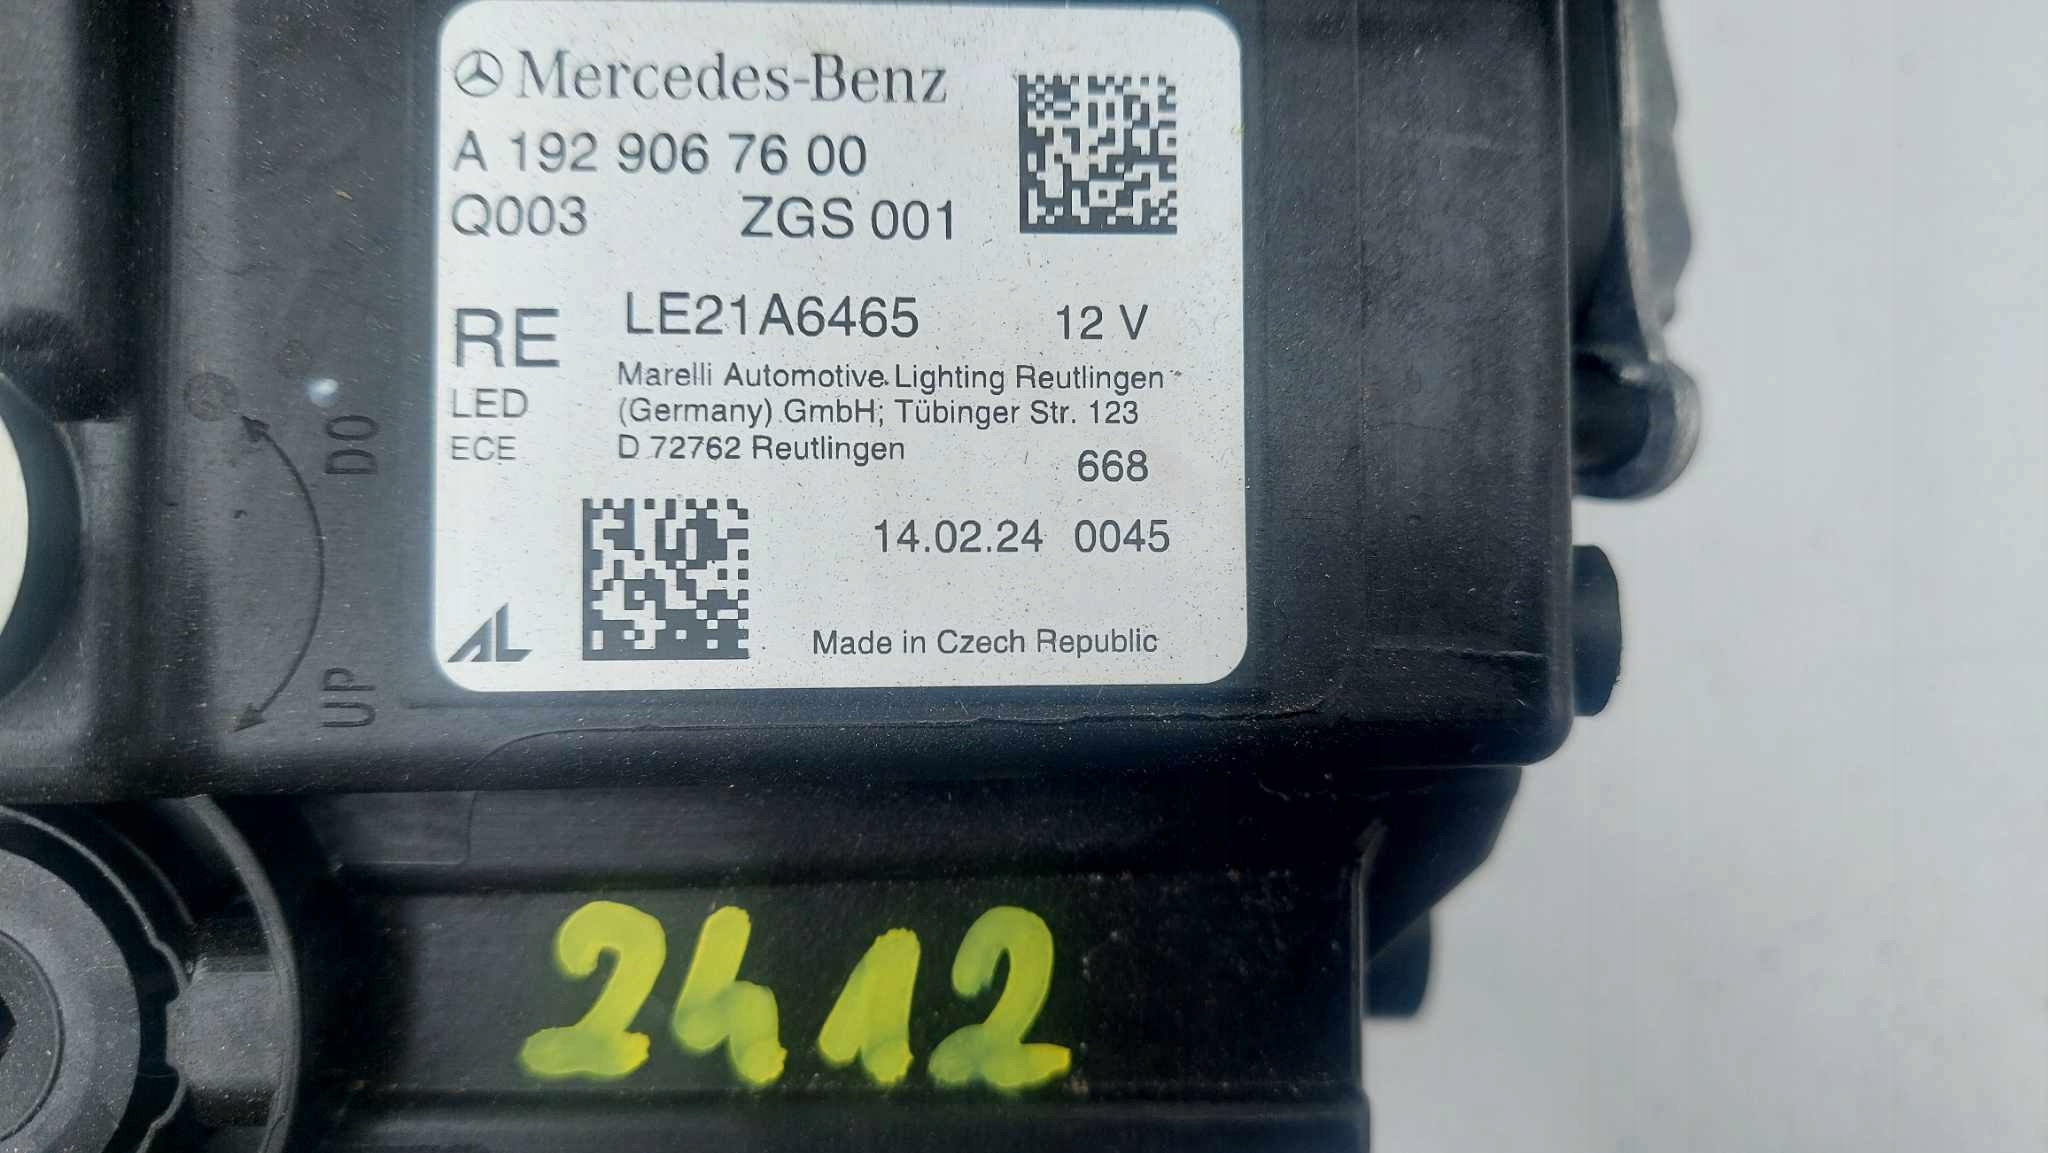 Mercedes-Benz
A 192 906 76 00
Q003 ZGS 001
RE LE21A6465 12 V
LED
ECE
Marelli Automotive Lighting Reutlingen
(Germany) GmbH; Tübinger Str. 123
D 72762 Reutlingen
668
14.02.24 0045
AL
Made in Czech Republic
DO
UP
2412